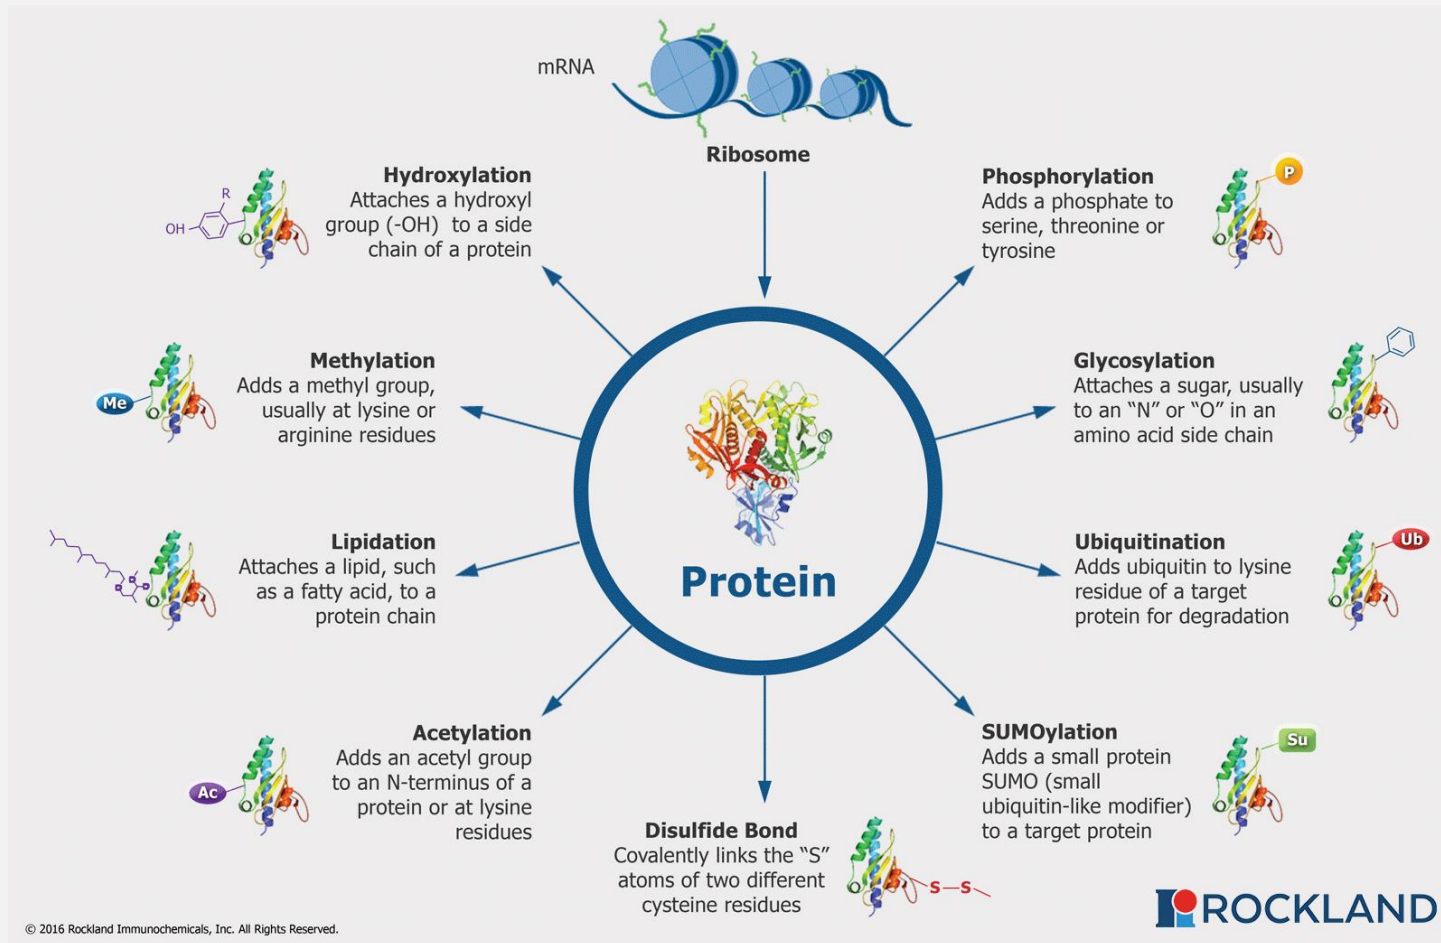 mRNA
Ribosome
Hydroxylation
Attaches a hydroxyl
group (-OH) to a side
chain of a protein
R
OH
Phosphorylation
Adds a phosphate to
serine, threonine or
tyrosine
P
Methylation
Adds a methyl group,
usually at lysine or
arginine residues
Me
Glycosylation
Attaches a sugar, usually
to an “N” or “O” in an
amino acid side chain
Protein
Lipidation
Attaches a lipid, such
as a fatty acid, to a
protein chain
Ubiquitination
Adds ubiquitin to lysine
residue of a target
protein for degradation
Ub
Acetylation
Adds an acetyl group
to an N-terminus of a
protein or at lysine
residues
Ac
SUMOylation
Adds a small protein
SUMO (small
ubiquitin-like modifier)
to a target protein
Su
Disulfide Bond
Covalently links the “S”
atoms of two different
cysteine residues
S—S
ROCKLAND
© 2016 Rockland Immunochemicals, Inc. All Rights Reserved.